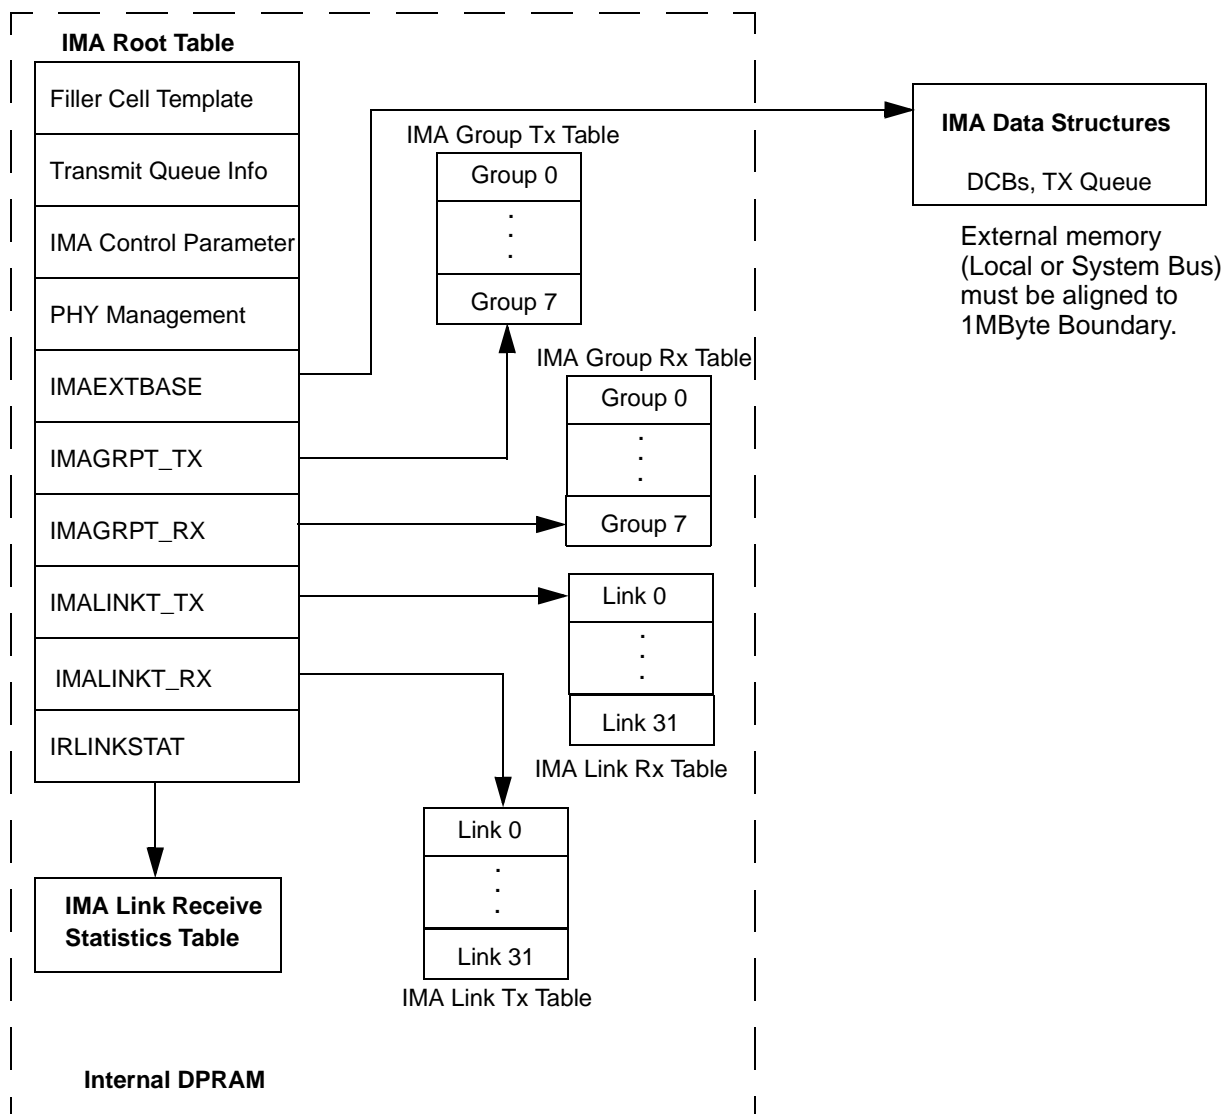 IMA Root Table
Filler Cell Template
Transmit Queue Info
IMA Control Parameter
PHY Management
IMAEXTBASE
IMAGRPT_TX
IMAGRPT_RX
IMALINKT_TX
IMALINKT_RX
IRLINKSTAT
IMA Link Receive
Statistics Table
IMA Group Tx Table
Group 0
.
.
.
Group 7
IMA Group Rx Table
Group 0
.
.
.
Group 7
Link 0
.
.
.
Link 31
IMA Link Rx Table
Link 0
.
.
.
Link 31
IMA Link Tx Table
IMA Data Structures
DCBs, TX Queue
External memory
(Local or System Bus)
must be aligned to
1MByte Boundary.
Internal DPRAM